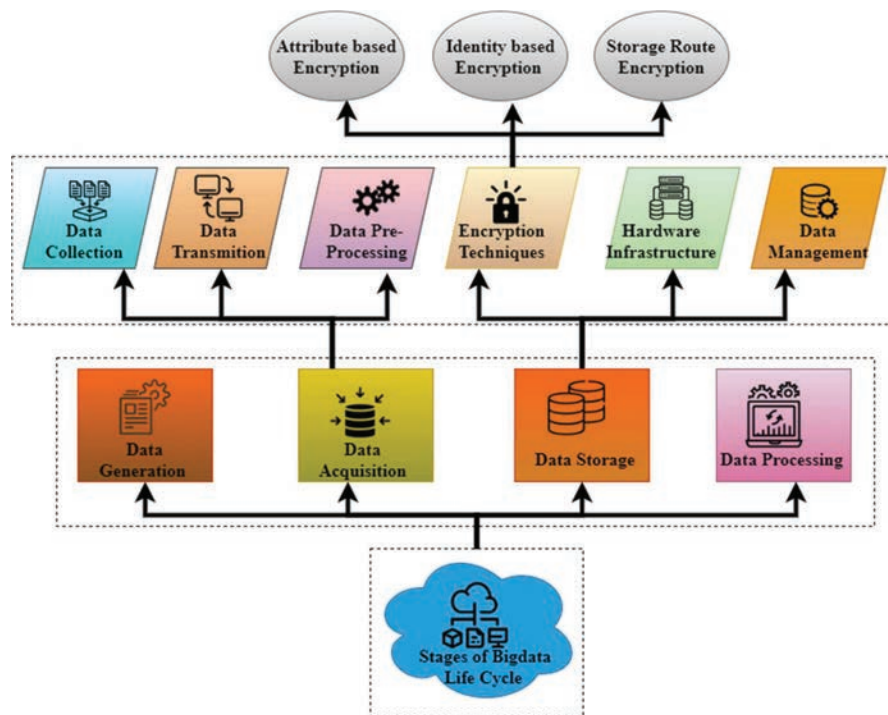 Attribute based
Encryption
Identity based
Encryption
Storage Route
Encryption
Data
Collection
Data
Transmition
Data Pre-
Processing
Encryption
Techniques
Hardware
Infrastructure
Data
Management
Data
Generation
Data
Acquisition
Data Storage
Data Processing
Stages of Bigdata
Life Cycle